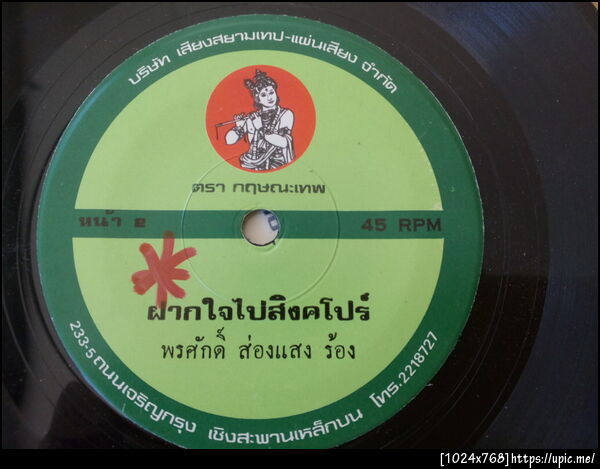 บริษัท เสียงสยามเทป-แผ่นเสียง จำกัด
ตรา กฤษณะเทพ
หน้า ๒ 45 RPM
ฝากใจไปสิงคโปร์
พรศักดิ์ ส่องแสง ร้อง
233-5 ถนนเจริญกรุง เชิงสะพานเหล็กบน โทร. 2218727
[1024x768]https://upic.me/